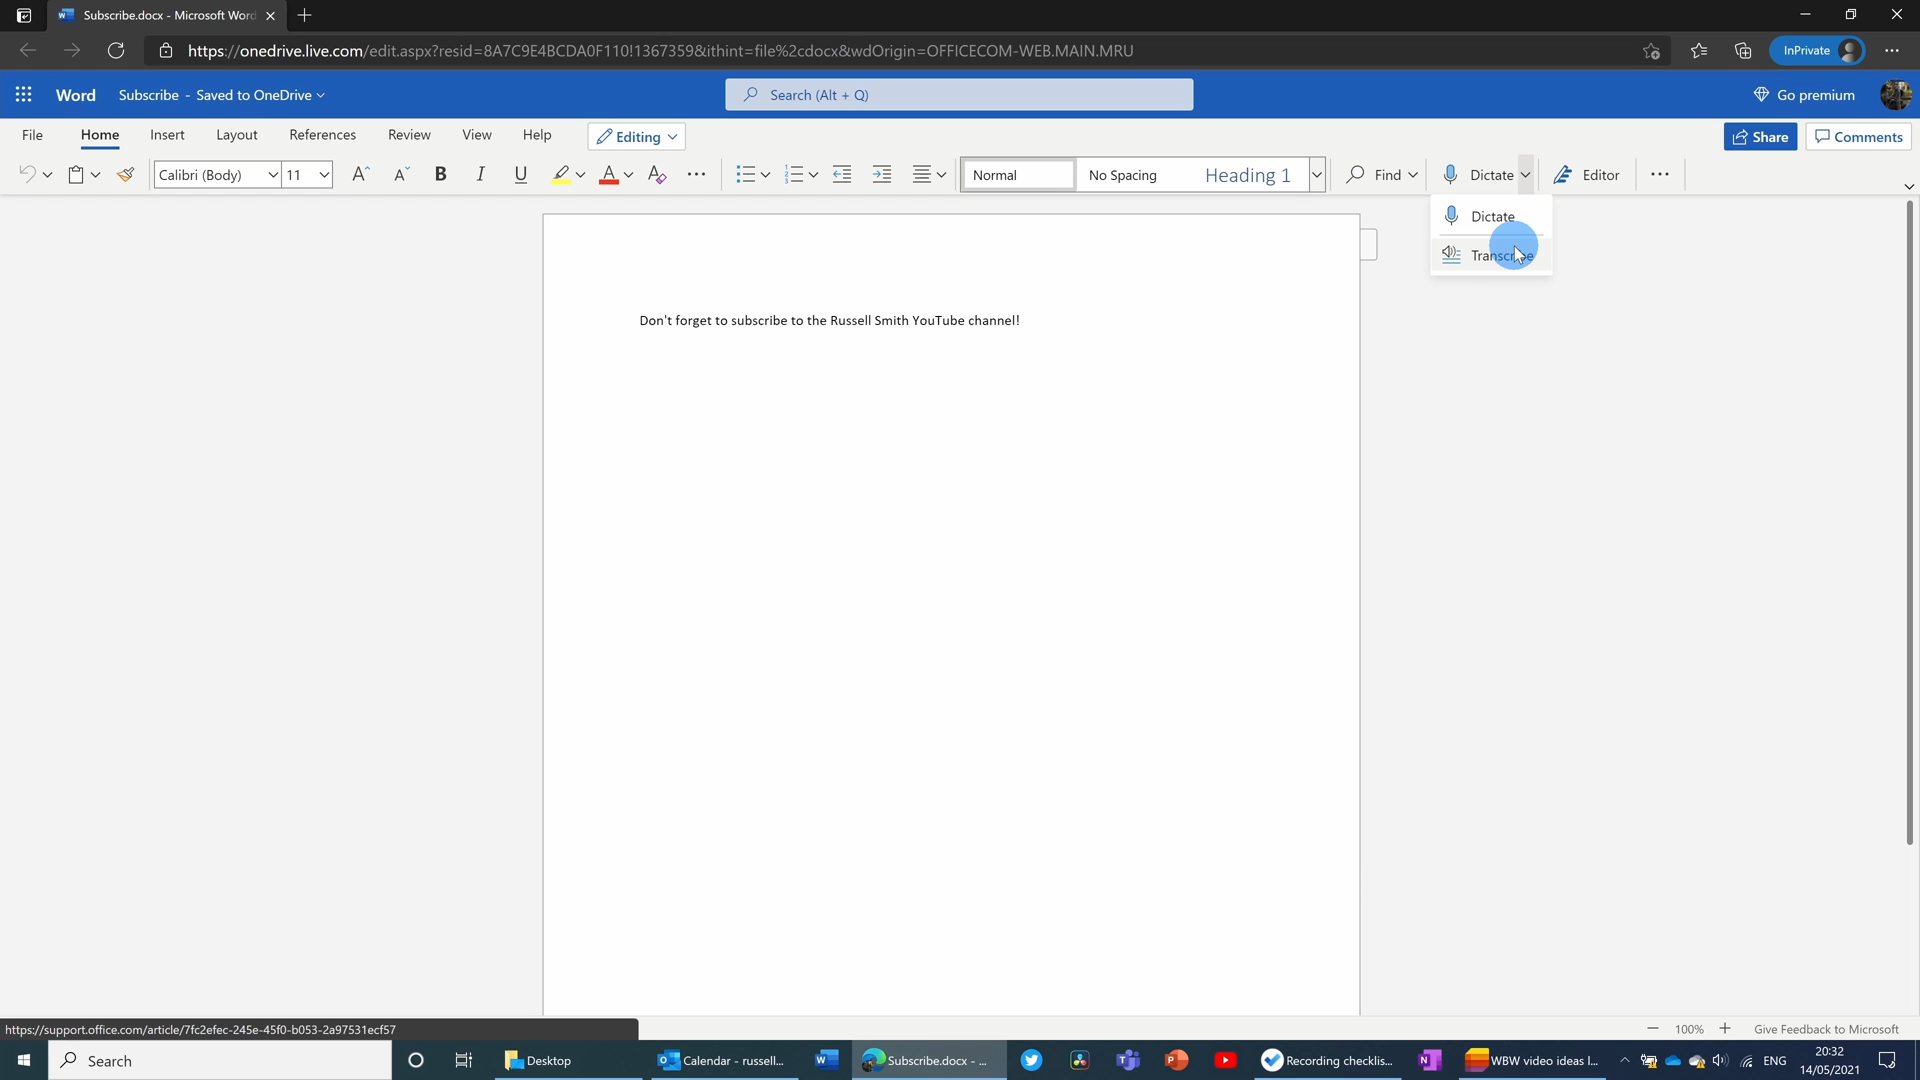 Subscribe.docx - Microsoft Word
https://onedrive.live.com/edit.aspx?resid=8A7C9E4BCDA0F110!1367359&ithint=file%2cdocx&wdOrigin=OFFICECOM-WEB.MAIN.MRU
InPrivate
Word
Subscribe - Saved to OneDrive
Search (Alt + Q)
Go premium
File
Home
Insert
Layout
References
Review
View
Help
Editing
Share
Comments
Calibri (Body)
11
Normal
No Spacing
Heading 1
Find
Dictate
Editor
Dictate
Transcribe
Don't forget to subscribe to the Russell Smith YouTube channel!
https://support.office.com/article/7fc2efec-245e-45f0-b053-2a97531ecf57
100%
Give Feedback to Microsoft
Search
Desktop
Calendar - russell...
Subscribe.docx - ...
Recording checklis...
WBW video ideas l...
ENG
20:32
14/05/2021